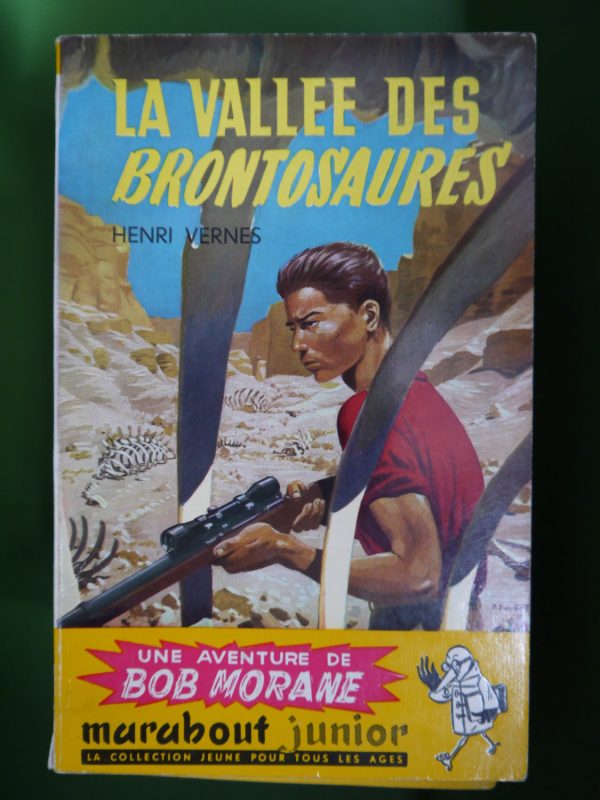 LA VALLEE DES
BRONTOSAURES
HENRI VERNES
UNE AVENTURE DE
BOB MORANE
marabout junior
LA COLLECTION JEUNE POUR TOUS LES AGES